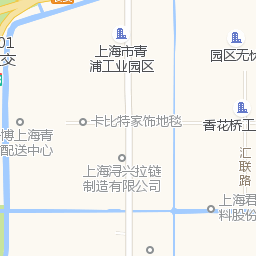 01
交
上海市青
浦工业园区
园区无忧
卡比特家饰地毯
香花桥工
博上海青
配送中心
汇联路
上海浔兴拉链
制造有限公司
上海君
料股份